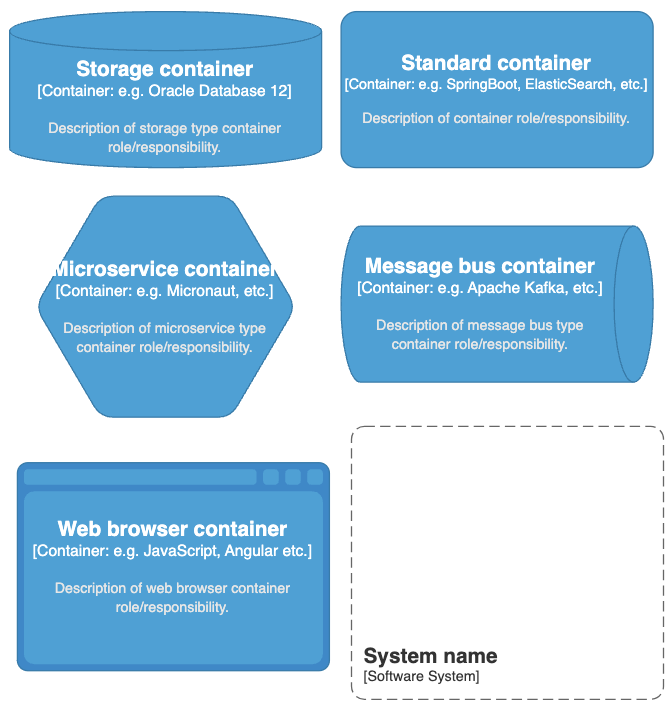 Storage container
[Container: e.g. Oracle Database 12]
Description of storage type container
role/responsibility.
Standard container
[Container: e.g. SpringBoot, ElasticSearch, etc.]
Description of container role/responsibility.
Microservice container
[Container: e.g. Micronaut, etc.]
Description of microservice type
container role/responsibility.
Message bus container
[Container: e.g. Apache Kafka, etc.]
Description of message bus type
container role/responsibility.
Web browser container
[Container: e.g. JavaScript, Angular etc.]
Description of web browser container
role/responsibility.
System name
[Software System]